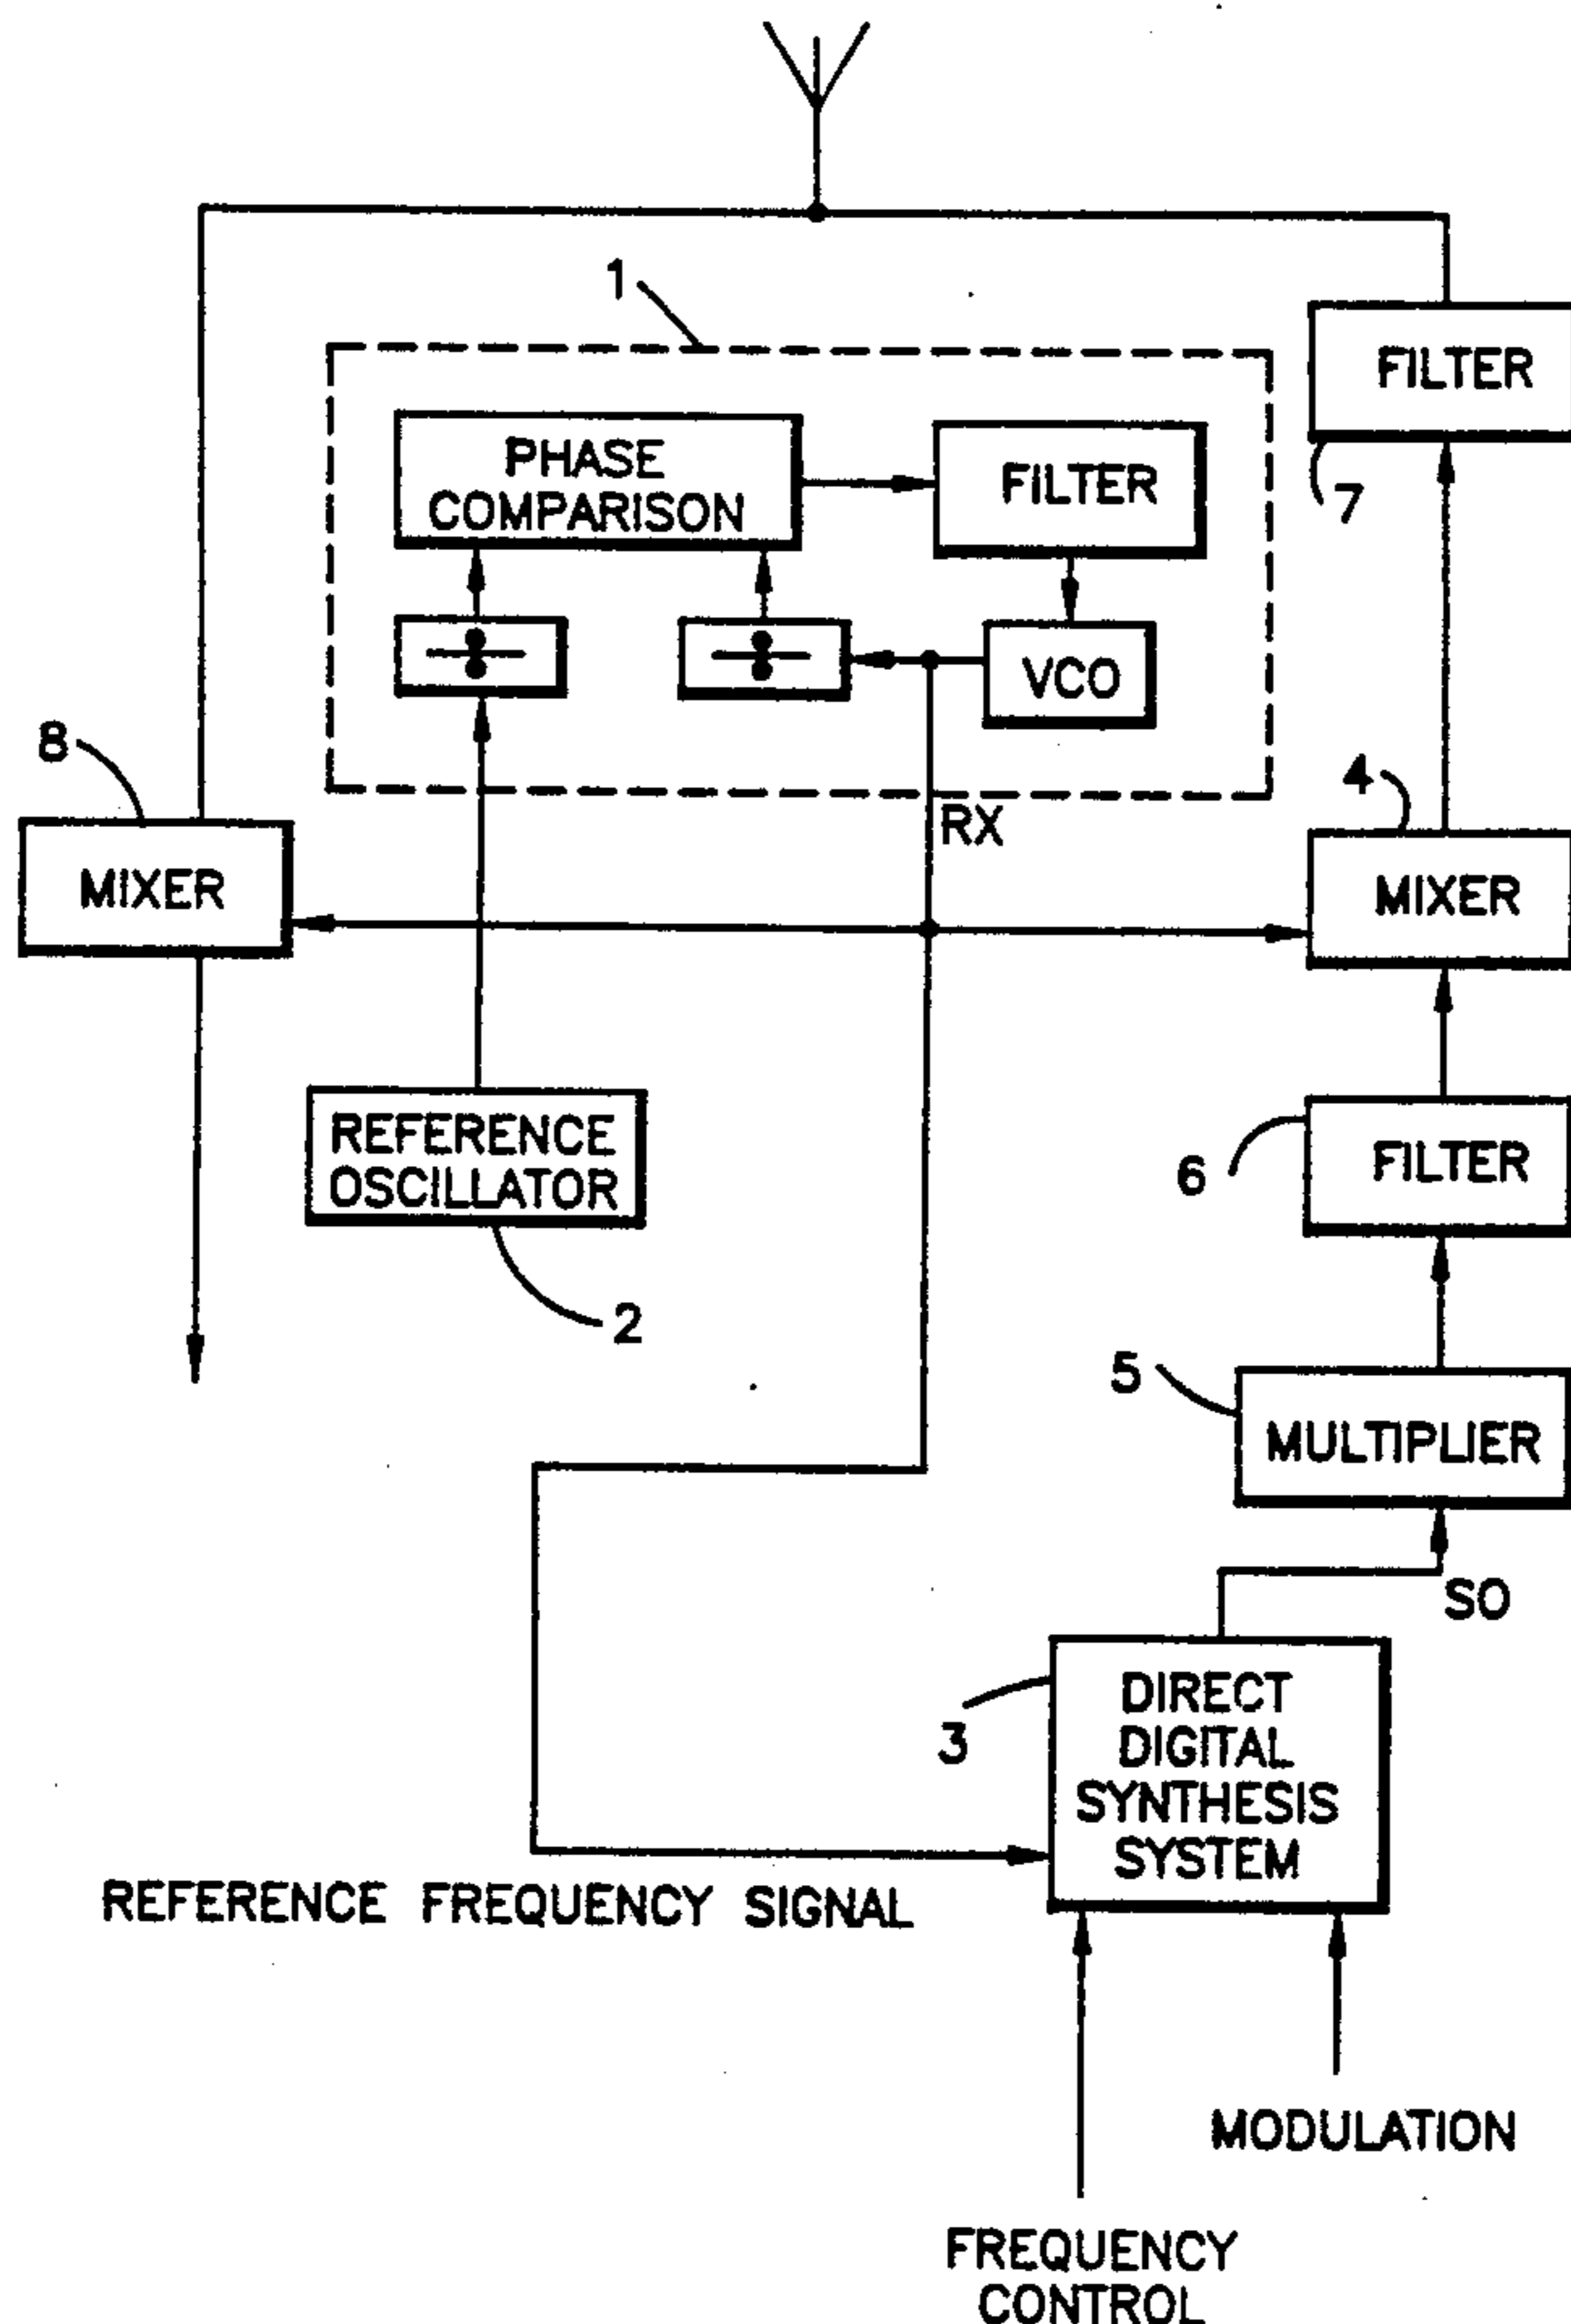 1
FILTER
7
PHASE
COMPARISON
FILTER
VCO
8
MIXER
RX
4
MIXER
REFERENCE
OSCILLATOR
2
6
FILTER
5
MULTIPLIER
SO
3
DIRECT
DIGITAL
SYNTHESIS
SYSTEM
REFERENCE FREQUENCY SIGNAL
MODULATION
FREQUENCY
CONTROL